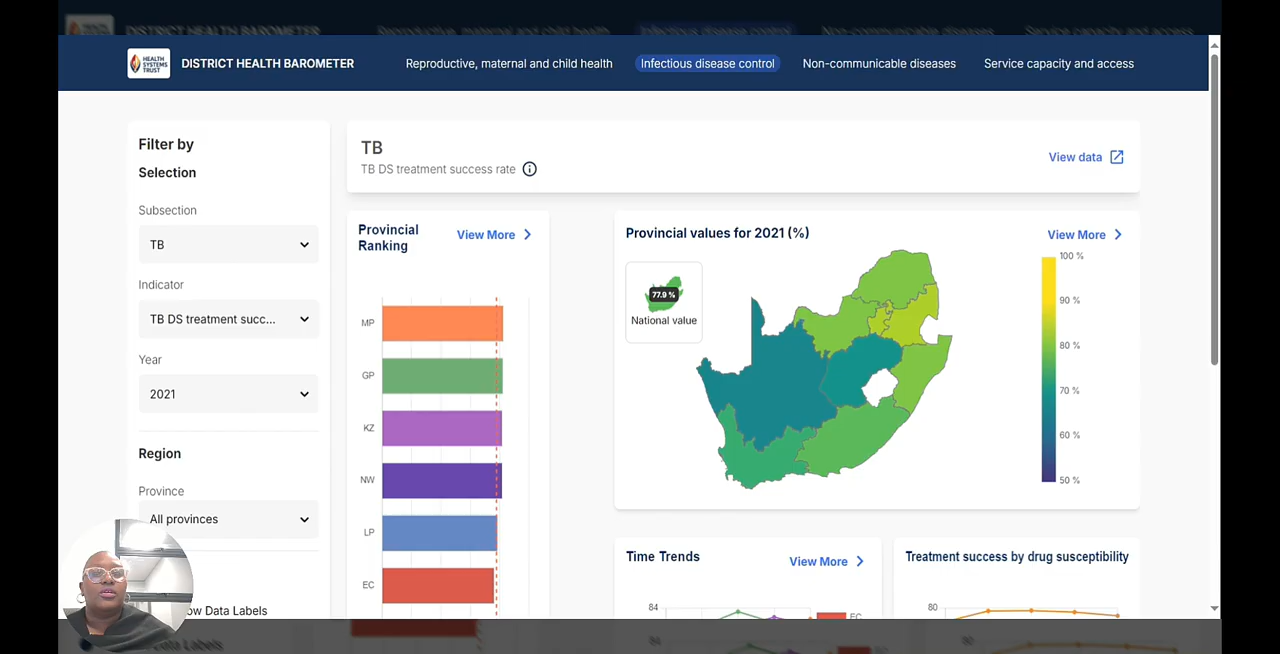 HEALTH
SYSTEMS
TRUST
DISTRICT HEALTH BAROMETER
Reproductive, maternal and child health
Infectious disease control
Non-communicable diseases
Service capacity and access
Filter by
Selection
Subsection
TB
Indicator
TB DS treatment succ...
Year
2021
Region
Province
All provinces
ow Data Labels
TB
TB DS treatment success rate
View data
Provincial
Ranking
View More
MP
GP
KZ
NW
LP
EC
Provincial values for 2021 (%)
View More
77.9 %
National value
100 %
90 %
80 %
70 %
60 %
50 %
Time Trends
View More
84
EC
Treatment success by drug susceptibility
80